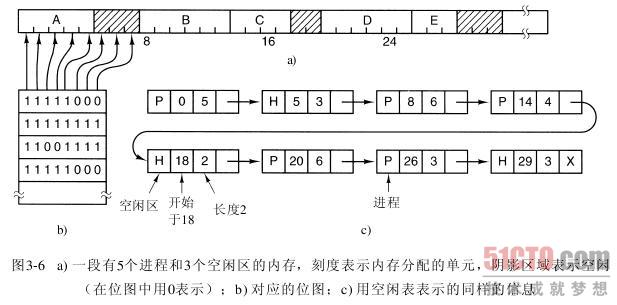 A B C D E
8 16 24
a)
11111000
11111111
11001111
11111000
b)
P 0 5 H 5 3 P 8 6 P 14 4
H 18 2 P 20 6 P 26 3 H 29 3 X
空闲区 开始 于18 长度2 进程
c)
图3-6 a) 一段有5个进程和3个空闲区的内存，刻度表示内存分配的单元，阴影区域表示空闲
（在位图中用0表示）；b) 对应的位图；c) 用空闲表表示的同样的信息
51CTO.com
技术成就梦想